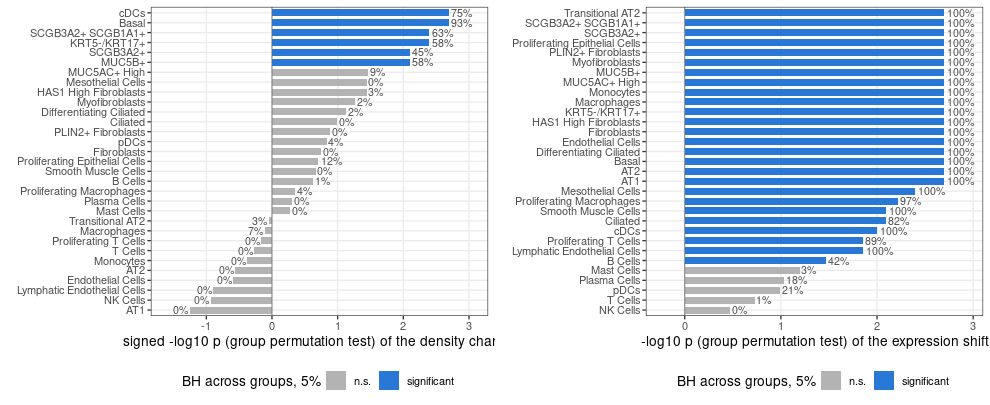 cDCs 75%
Basal 93%
SCGB3A2+ SCGB1A1+ 63%
KRT5-/KRT17+ 58%
SCGB3A2+ 45%
MUC5B+ 58%
MUC5AC+ High 9%
Mesothelial Cells 0%
HAS1 High Fibroblasts 3%
Myofibroblasts 2%
Differentiating Ciliated 2%
Ciliated 0%
PLIN2+ Fibroblasts 0%
pDCs 4%
Fibroblasts 0%
Proliferating Epithelial Cells 12%
Smooth Muscle Cells 0%
B Cells 1%
Proliferating Macrophages 4%
Plasma Cells 0%
Mast Cells 0%
Transitional AT2 3%
Macrophages 7%
Proliferating T Cells 0%
T Cells 0%
Monocytes 0%
AT2 0%
Endothelial Cells 0%
Lymphatic Endothelial Cells 0%
NK Cells 0%
AT1 0%
-1 0 1 2 3
signed -log10 p (group permutation test) of the density char
BH across groups, 5% n.s. significant
Transitional AT2 100%
SCGB3A2+ SCGB1A1+ 100%
SCGB3A2+ 100%
Proliferating Epithelial Cells 100%
PLIN2+ Fibroblasts 100%
Myofibroblasts 100%
MUC5B+ 100%
MUC5AC+ High 100%
Monocytes 100%
Macrophages 100%
KRT5-/KRT17+ 100%
HAS1 High Fibroblasts 100%
Fibroblasts 100%
Endothelial Cells 100%
Differentiating Ciliated 100%
Basal 100%
AT2 100%
AT1 100%
Mesothelial Cells 100%
Proliferating Macrophages 97%
Smooth Muscle Cells 100%
Ciliated 82%
cDCs 100%
Proliferating T Cells 89%
Lymphatic Endothelial Cells 100%
B Cells 42%
Mast Cells 3%
Plasma Cells 18%
pDCs 21%
T Cells 1%
NK Cells 0%
0 1 2 3
-log10 p (group permutation test) of the expression shift
BH across groups, 5% n.s. significant